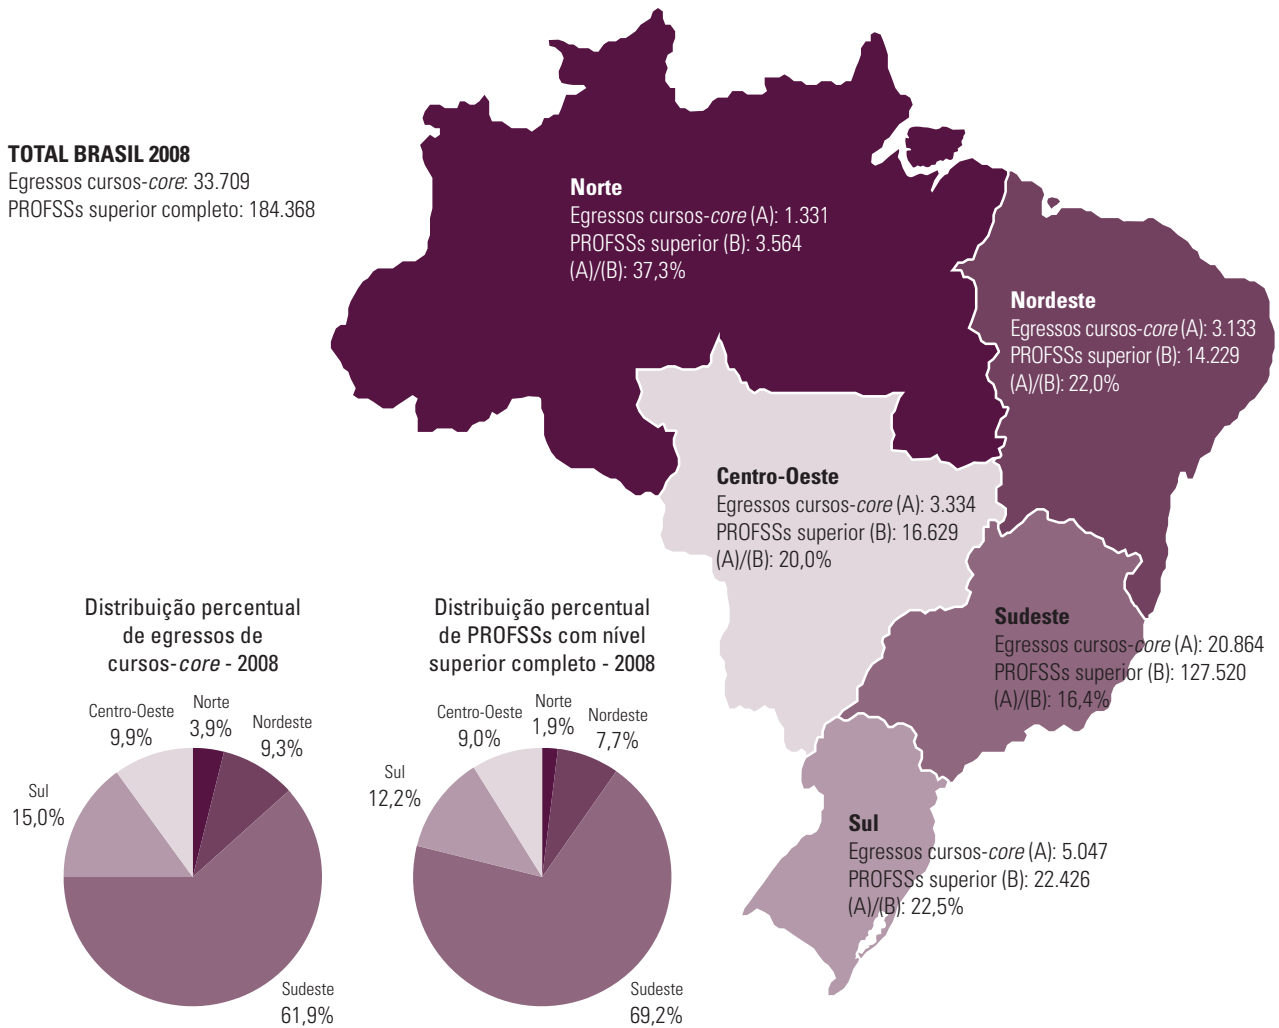 TOTAL BRASIL 2008
Egressos cursos-core: 33.709
PROFSSs superior completo: 184.368
Norte
Egressos cursos-core (A): 1.331
PROFSSs superior (B): 3.564
(A)/(B): 37,3%
Nordeste
Egressos cursos-core (A): 3.133
PROFSSs superior (B): 14.229
(A)/(B): 22,0%
Centro-Oeste
Egressos cursos-core (A): 3.334
PROFSSs superior (B): 16.629
(A)/(B): 20,0%
Sudeste
Egressos cursos-core (A): 20.864
PROFSSs superior (B): 127.520
(A)/(B): 16,4%
Sul
Egressos cursos-core (A): 5.047
PROFSSs superior (B): 22.426
(A)/(B): 22,5%
Distribuição percentual
de egressos de
cursos-core - 2008
Centro-Oeste
9,9%
Norte
3,9%
Nordeste
9,3%
Sul
15,0%
Sudeste
61,9%
Distribuição percentual
de PROFSSs com nível
superior completo - 2008
Centro-Oeste
9,0%
Norte
1,9%
Nordeste
7,7%
Sul
12,2%
Sudeste
69,2%